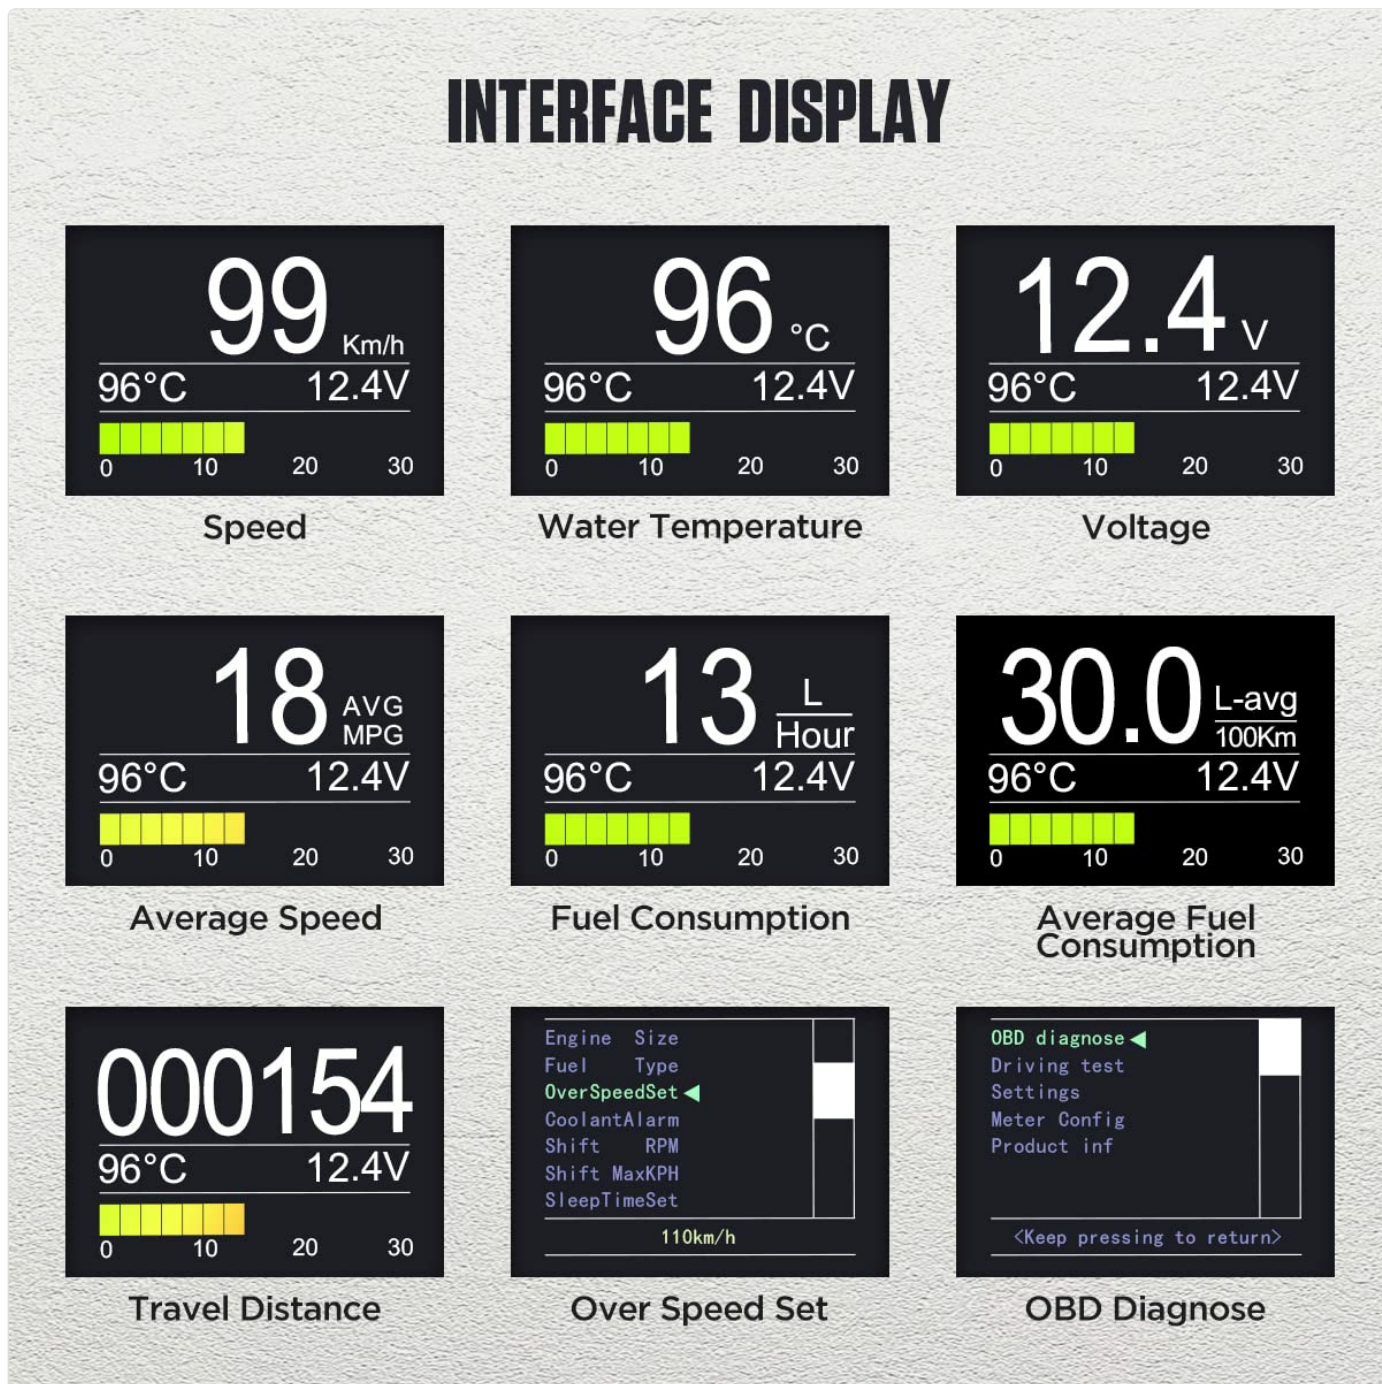 INTERFACE DISPLAY
99 Km/h
96°C 12.4V
0 10 20 30
Speed
96 °C
96°C 12.4V
0 10 20 30
Water Temperature
12.4 V
96°C 12.4V
0 10 20 30
Voltage
18 AVG
MPG
96°C 12.4V
0 10 20 30
Average Speed
13 L
Hour
96°C 12.4V
0 10 20 30
Fuel Consumption
30.0 L-avg
100Km
96°C 12.4V
0 10 20 30
Average Fuel
Consumption
000154
96°C 12.4V
0 10 20 30
Travel Distance
Engine Size
Fuel Type
OverSpeedSet
CoolantAlarm
Shift RPM
Shift MaxKPH
SleepTimeSet
110km/h
Over Speed Set
OBD diagnose
Driving test
Settings
Meter Config
Product inf
<Keep pressing to return>
OBD Diagnose